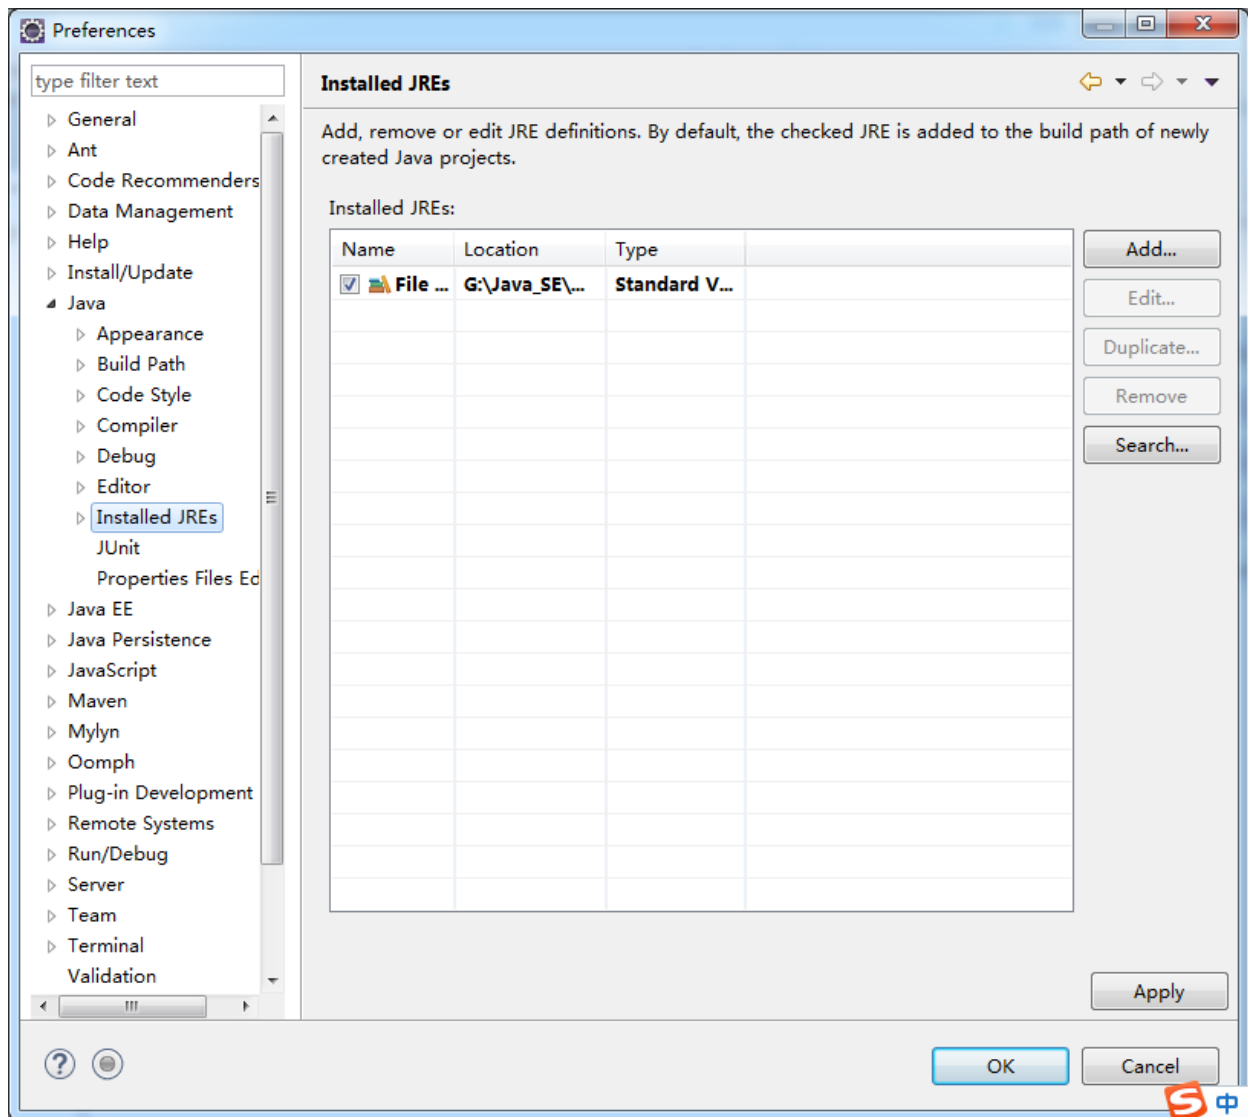 Preferences
type filter text
General
Ant
Code Recommenders
Data Management
Help
Install/Update
Java
Appearance
Build Path
Code Style
Compiler
Debug
Editor
Installed JREs
JUnit
Properties Files Ed
Java EE
Java Persistence
JavaScript
Maven
Mylyn
Oomph
Plug-in Development
Remote Systems
Run/Debug
Server
Team
Terminal
Validation
Installed JREs
Add, remove or edit JRE definitions. By default, the checked JRE is added to the build path of newly
created Java projects.
Installed JREs:
Name Location Type
File ... G:\Java_SE\... Standard V...
Add...
Edit...
Duplicate...
Remove
Search...
Apply
OK Cancel
中